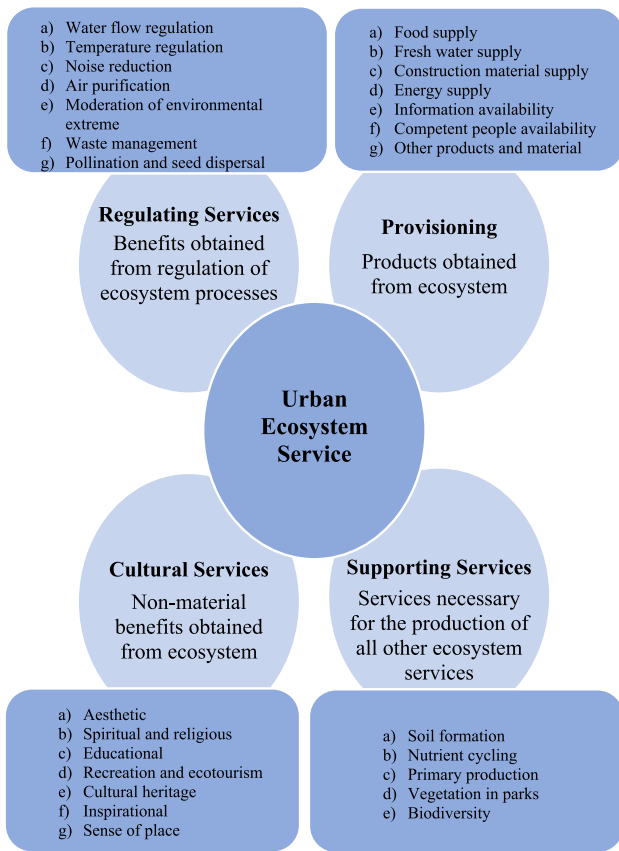 a) Water flow regulation
b) Temperature regulation
c) Noise reduction
d) Air purification
e) Moderation of environmental
extreme
f) Waste management
g) Pollination and seed dispersal
a) Food supply
b) Fresh water supply
c) Construction material supply
d) Energy supply
e) Information availability
f) Competent people availability
g) Other products and material
Regulating Services
Benefits obtained
from regulation of
ecosystem processes
Provisioning
Products obtained
from ecosystem
Urban
Ecosystem
Service
Cultural Services
Non-material
benefits obtained
from ecosystem
Supporting Services
Services necessary
for the production of
all other ecosystem
services
a) Aesthetic
b) Spiritual and religious
c) Educational
d) Recreation and ecotourism
e) Cultural heritage
f) Inspirational
g) Sense of place
a) Soil formation
b) Nutrient cycling
c) Primary production
d) Vegetation in parks
e) Biodiversity